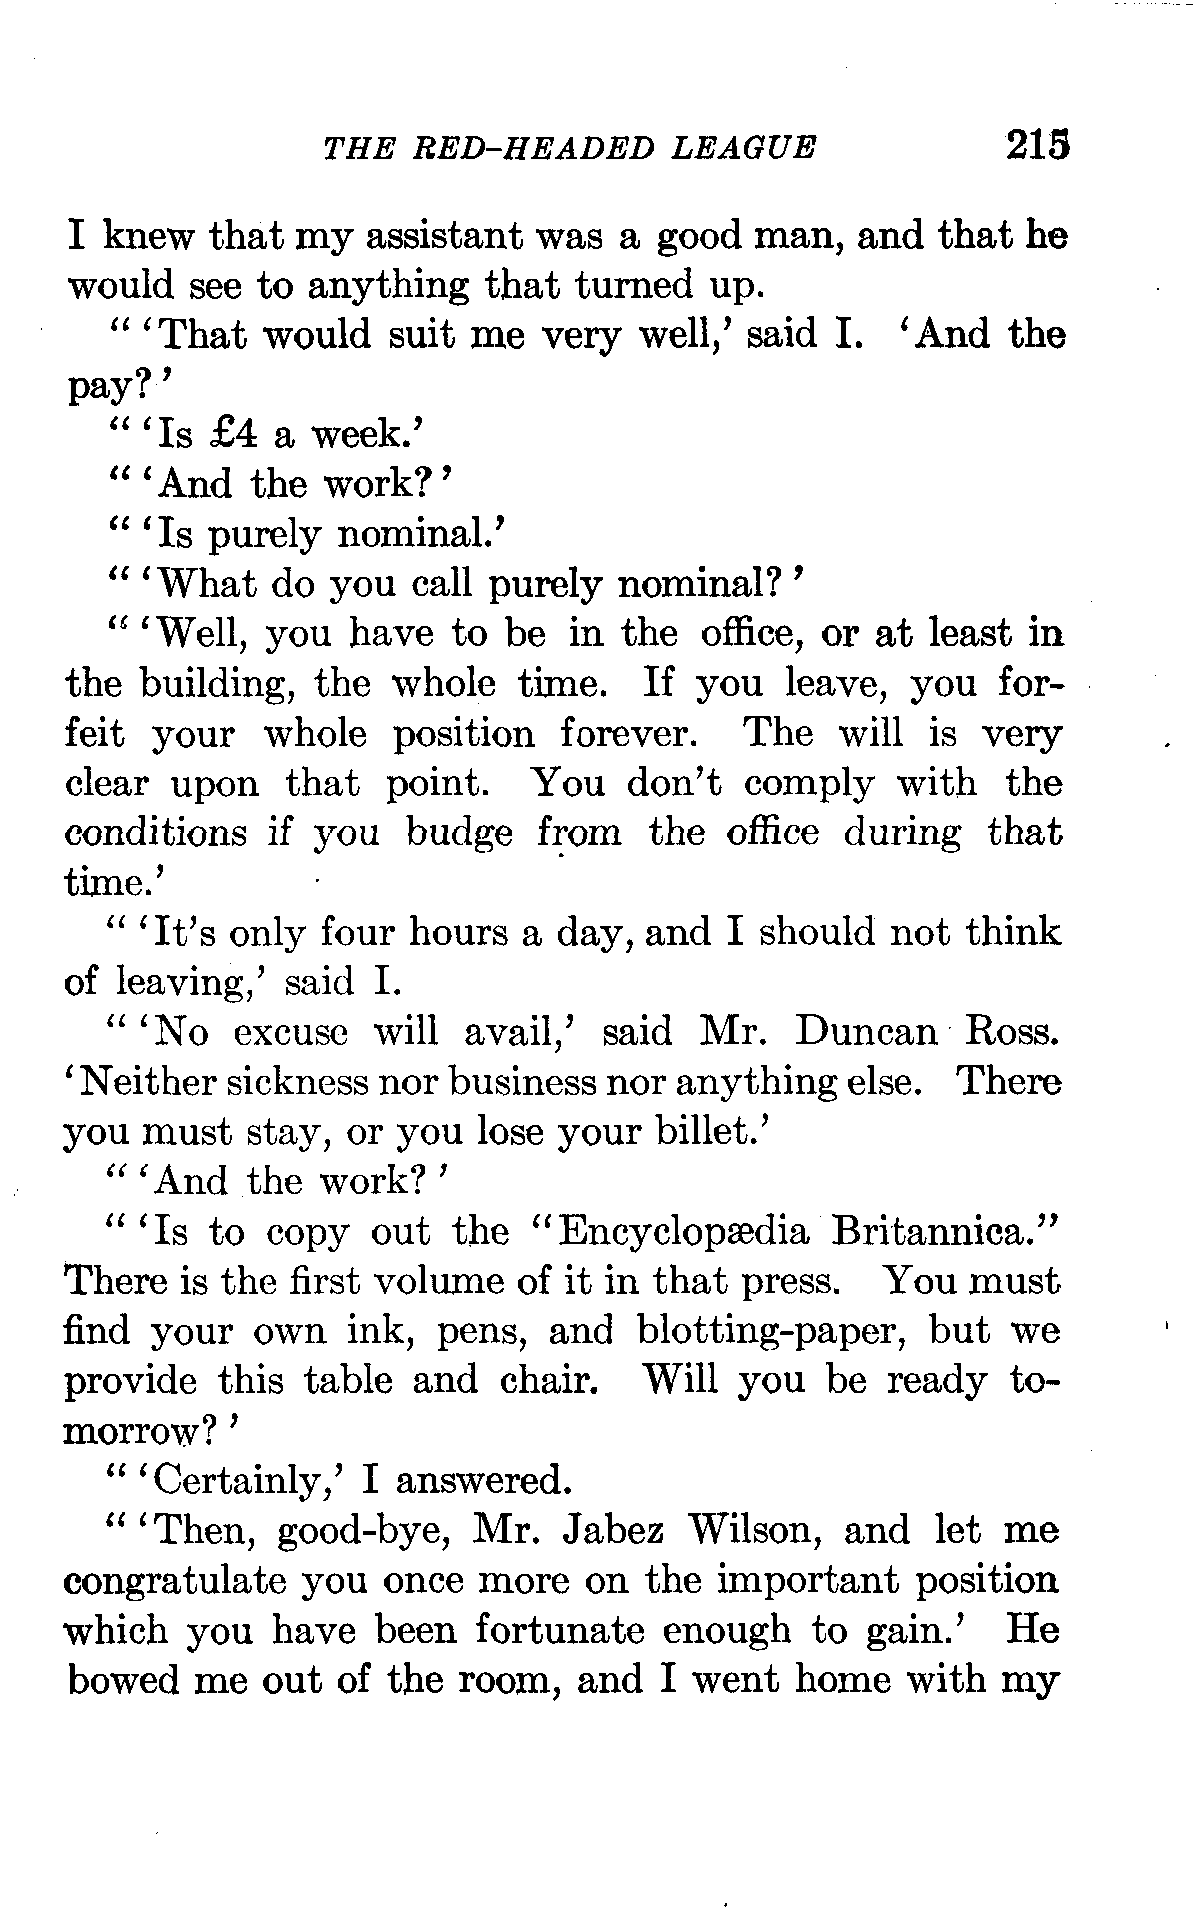 THE RED-HEADED LEAGUE 215
I knew that my assistant was a good man, and that he
would see to anything that turned up.
“ ‘That would suit me very well,’ said I. ‘And the
pay?’
“ ‘Is £4 a week.’
“ ‘And the work?’
“ ‘Is purely nominal.’
“ ‘What do you call purely nominal?’
“ ‘Well, you have to be in the office, or at least in
the building, the whole time. If you leave, you for-
feit your whole position forever. The will is very
clear upon that point. You don’t comply with the
conditions if you budge from the office during that
time.’
“ ‘It’s only four hours a day, and I should not think
of leaving,’ said I.
“ ‘No excuse will avail,’ said Mr. Duncan Ross.
‘Neither sickness nor business nor anything else. There
you must stay, or you lose your billet.’
“ ‘And the work?’
“ ‘Is to copy out the “Encyclopædia Britannica.”
There is the first volume of it in that press. You must
find your own ink, pens, and blotting-paper, but we
provide this table and chair. Will you be ready to-
morrow?’
“ ‘Certainly,’ I answered.
“ ‘Then, good-bye, Mr. Jabez Wilson, and let me
congratulate you once more on the important position
which you have been fortunate enough to gain.’ He
bowed me out of the room, and I went home with my